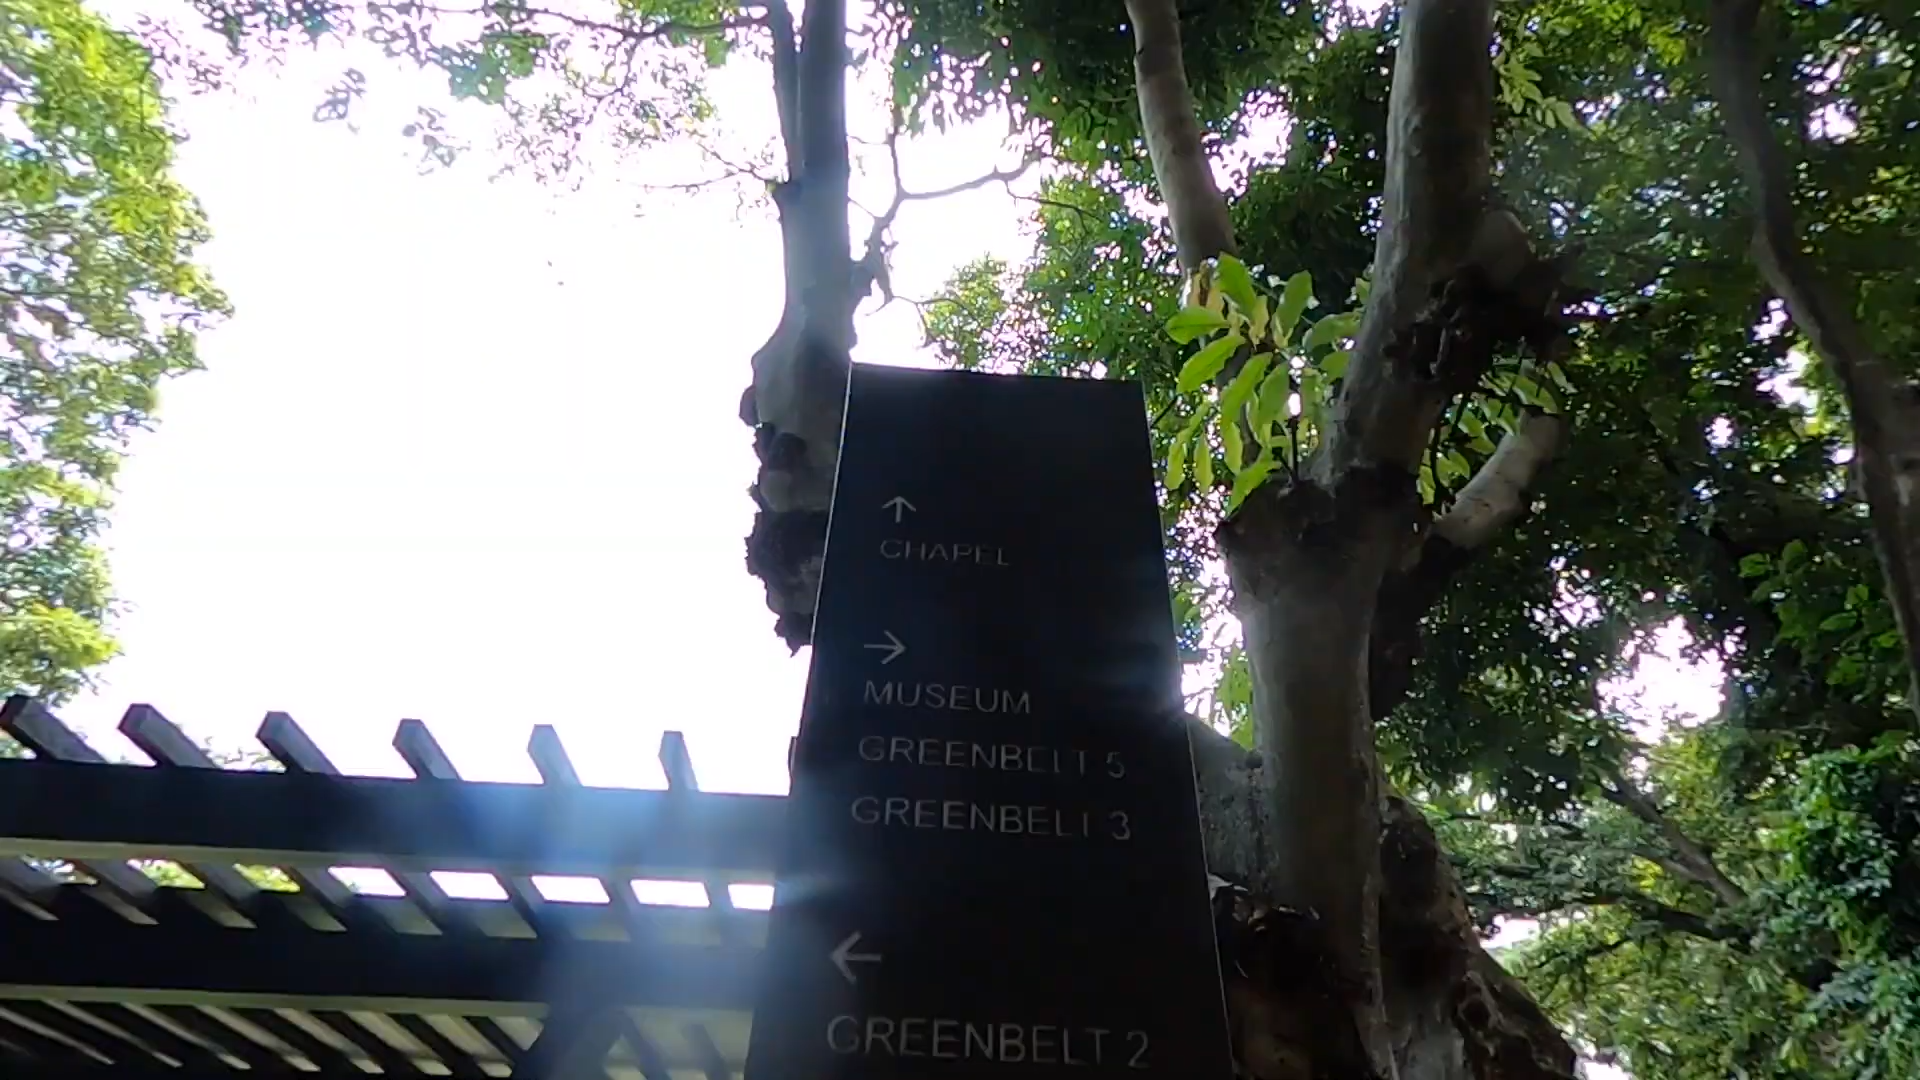 ↑
CHAPEL
→
MUSEUM
GREENBELT 5
GREENBELT 3
←
GREENBELT 2